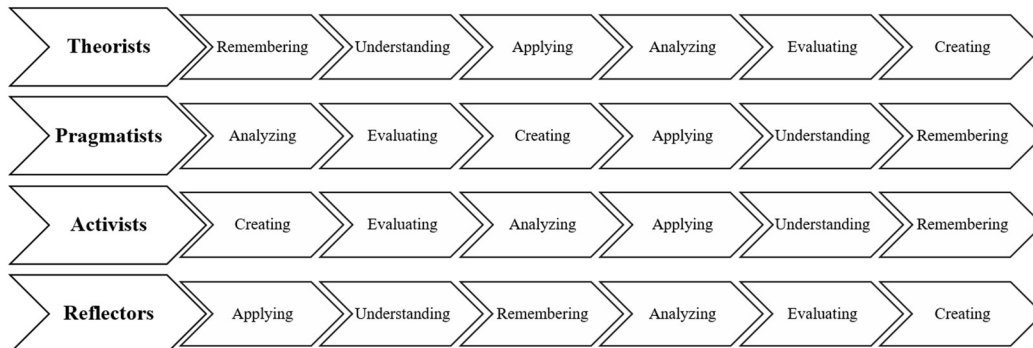 Theorists Remembering Understanding Applying Analyzing Evaluating Creating
Pragmatists Analyzing Evaluating Creating Applying Understanding Remembering
Activists Creating Evaluating Analyzing Applying Understanding Remembering
Reflectors Applying Understanding Remembering Analyzing Evaluating Creating